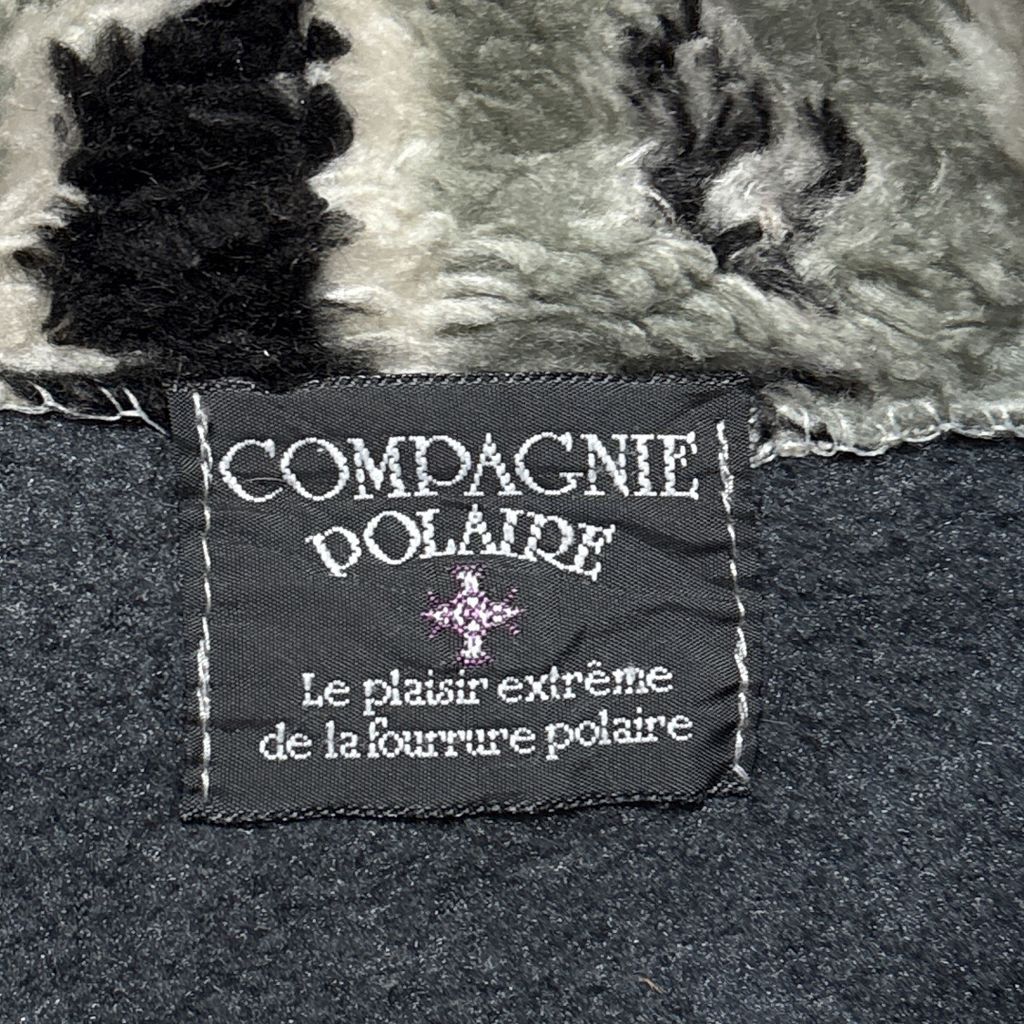 COMPAGNIE
POLAIRE
Le plaisir extrême
de la fourrure polaire